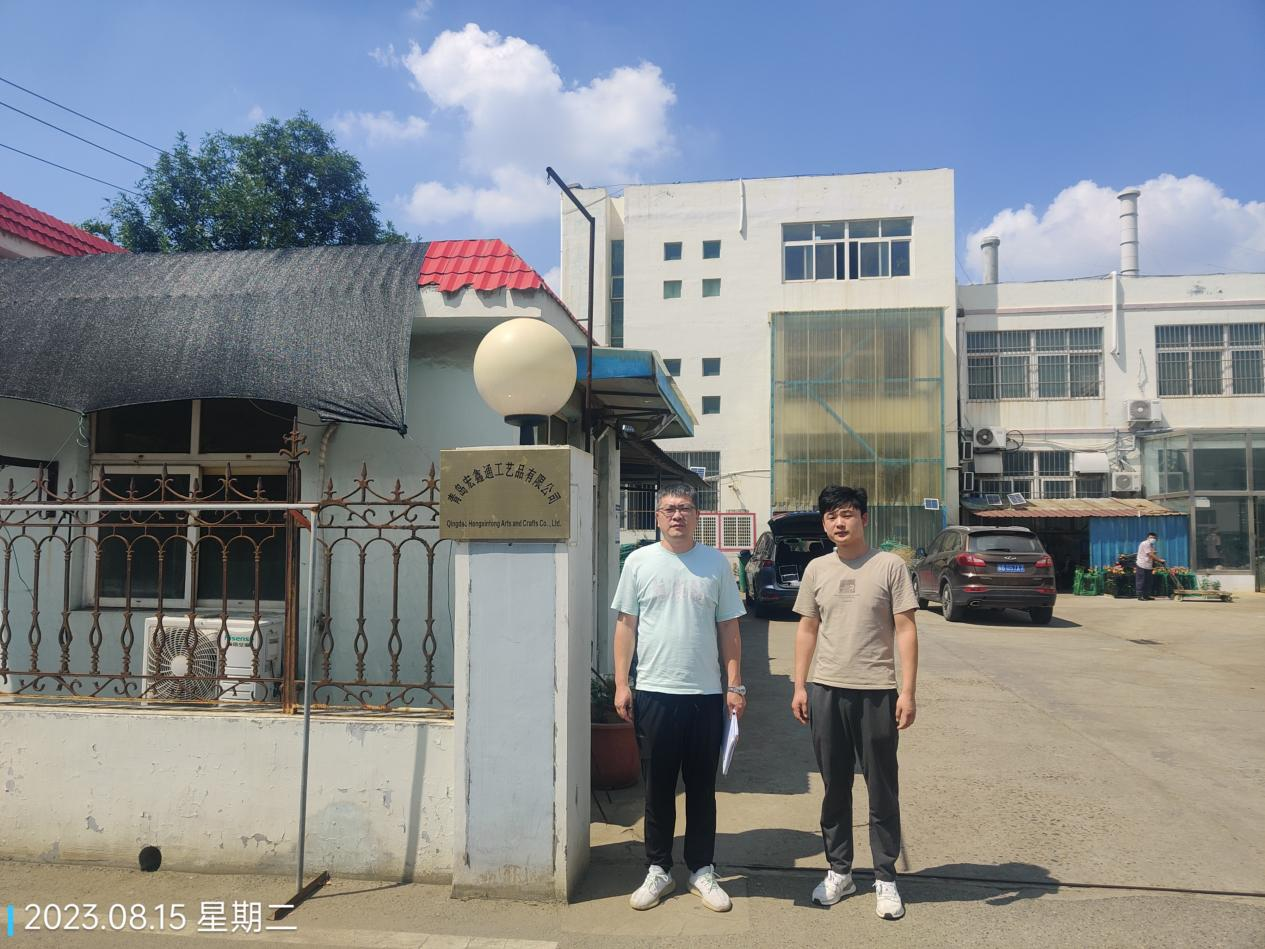 青岛宏鑫通工艺品有限公司
Qingdao Hongxintong Arts and Crafts Co., Ltd.
Hisense
2023.08.15 星期二